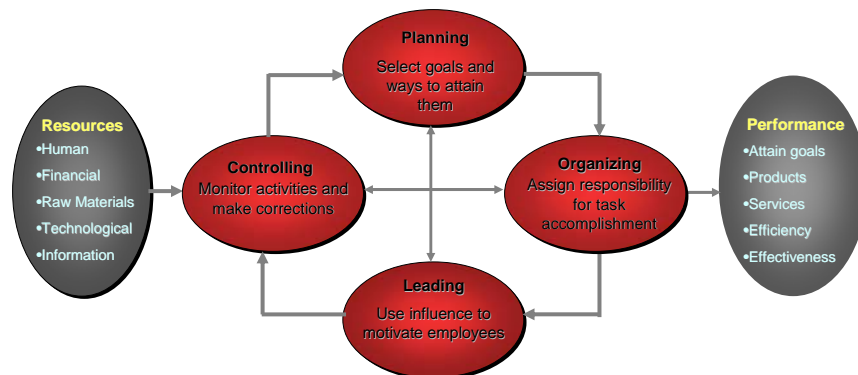 Planning
Select goals and
ways to attain
them
Resources
•Human
•Financial
•Raw Materials
•Technological
•Information
Controlling
Monitor activities and
make corrections
Organizing
Assign responsibility
for task
accomplishment
Performance
•Attain goals
•Products
•Services
•Efficiency
•Effectiveness
Leading
Use influence to
motivate employees